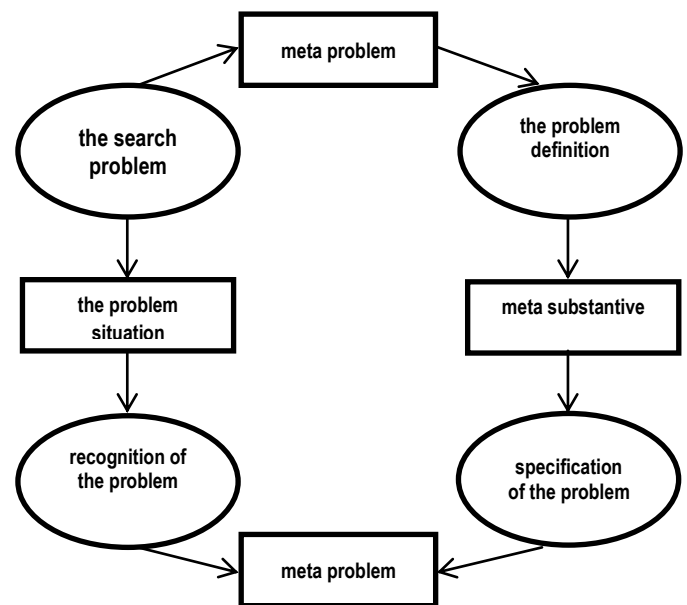 meta problem
the search
problem
the problem
definition
the problem
situation
meta substantive
recognition of
the problem
specification
of the problem
meta problem